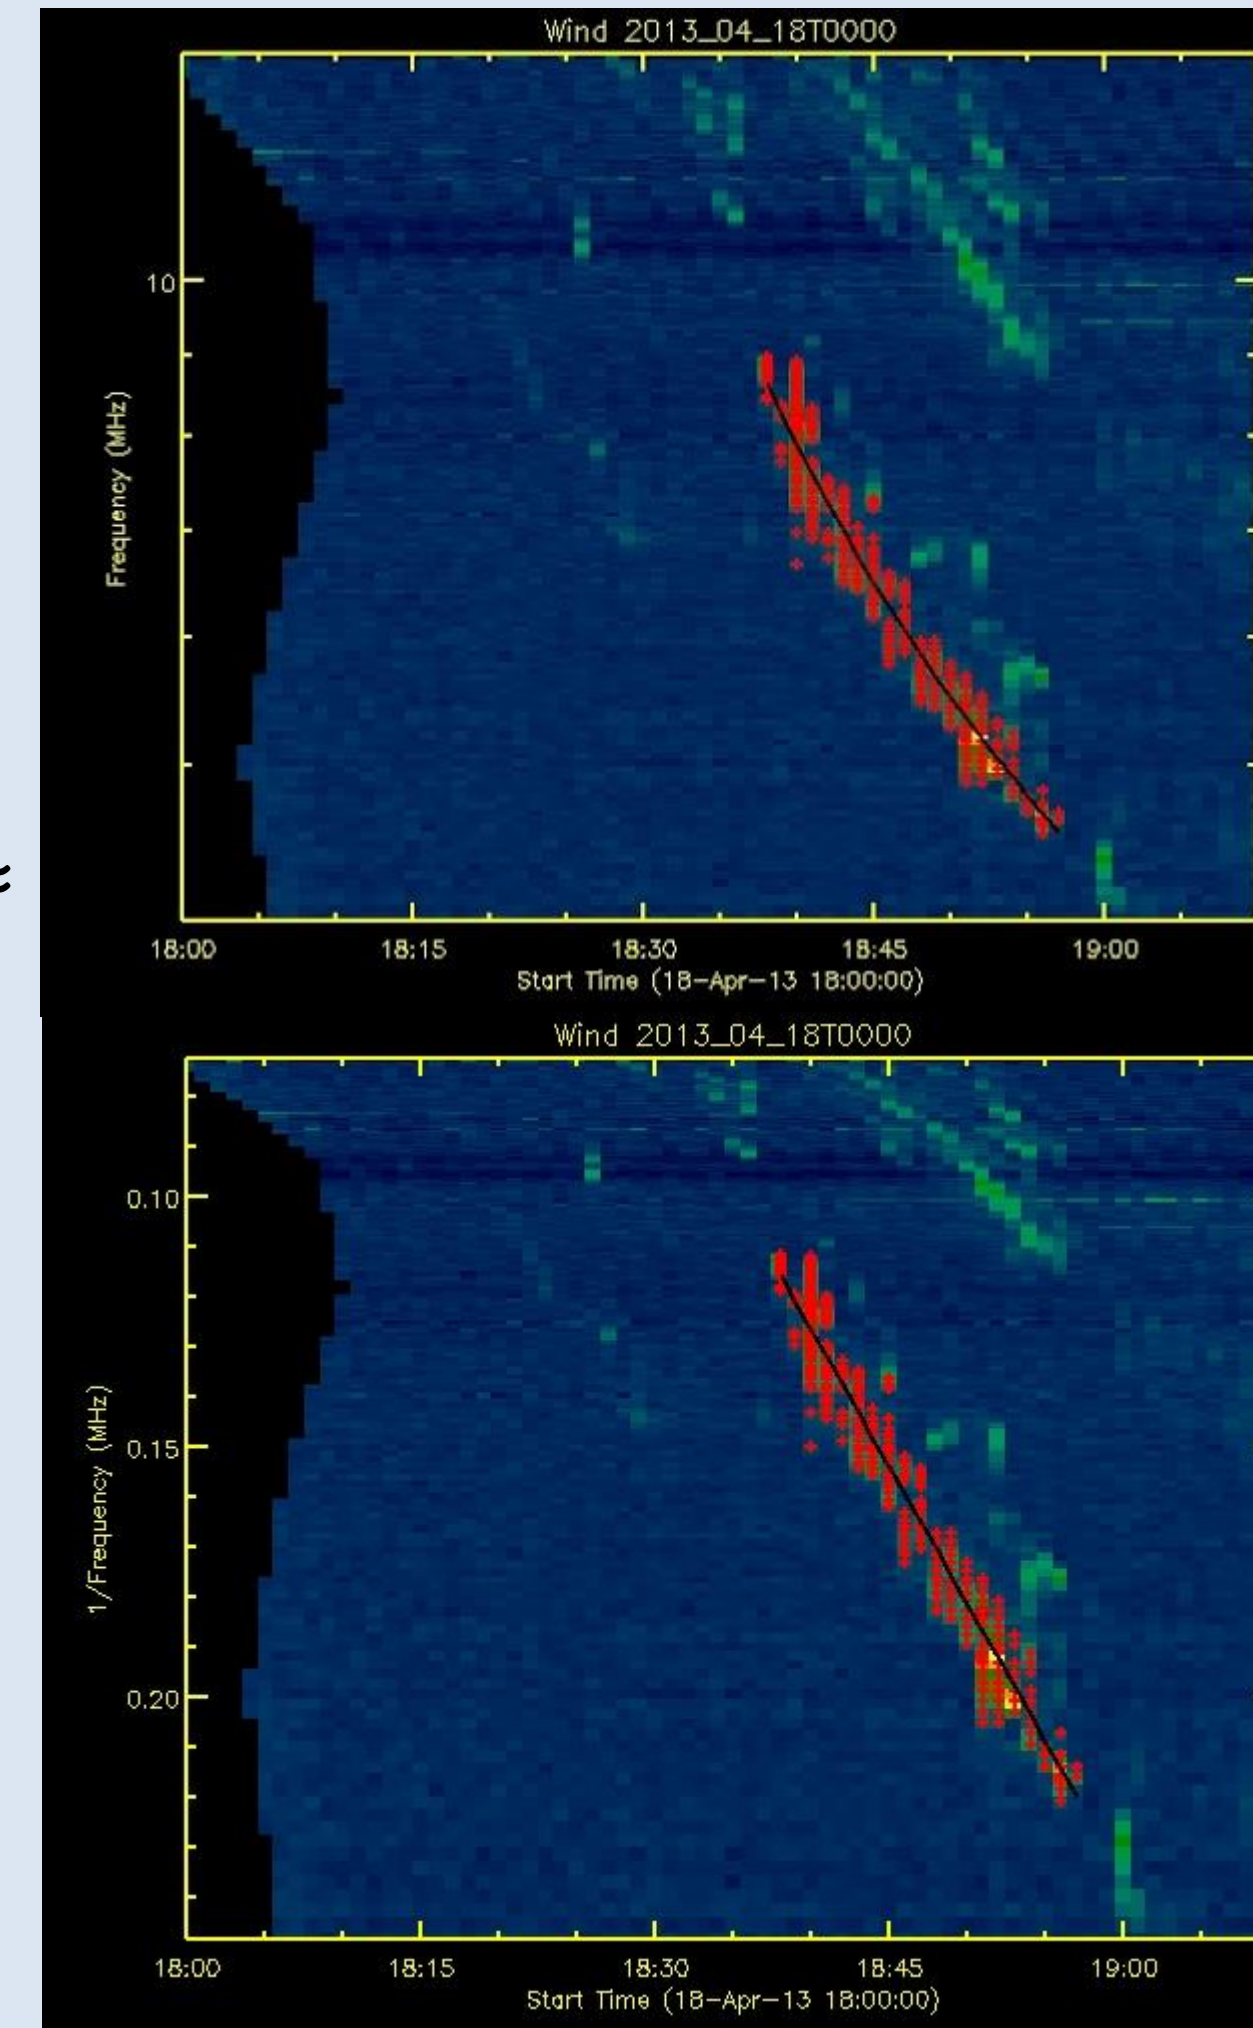 Wind 2013_04_18T0000
10
Frequency (MHz)
18:00 18:15 18:30 18:45 19:00
Start Time (18-Apr-13 18:00:00)
Wind 2013_04_18T0000
0.10
0.15
0.20
1/Frequency (MHz)
18:00 18:15 18:30 18:45 19:00
Start Time (18-Apr-13 18:00:00)